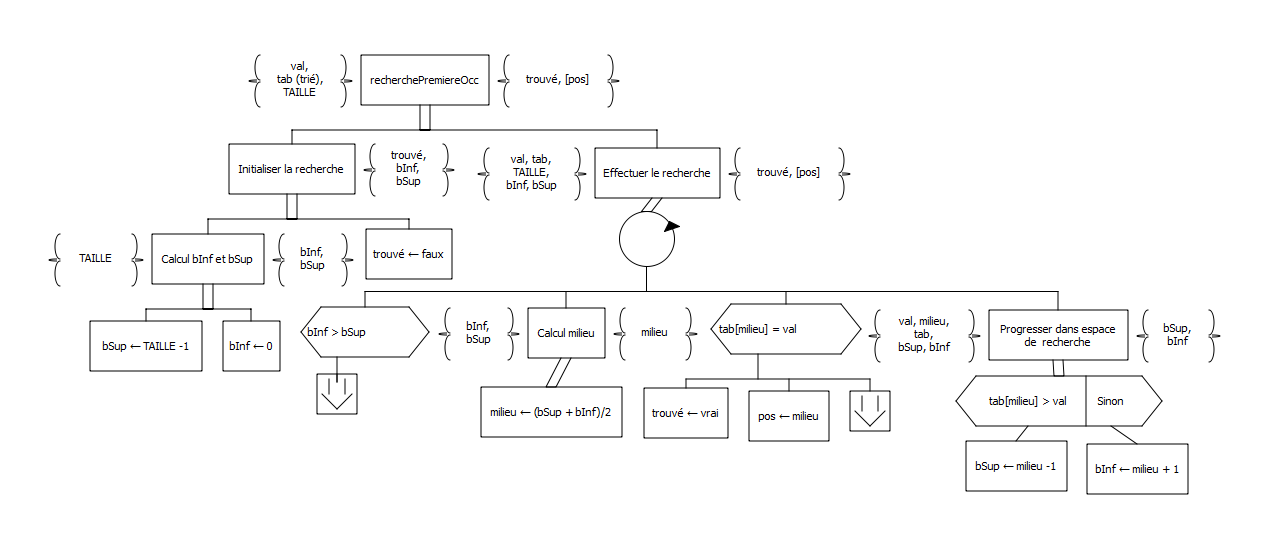 val,
tab (trié),
TAILLE
recherchePremiereOcc
trouvé, [pos]
Initialiser la recherche
trouvé,
bInf,
bSup
val, tab,
TAILLE,
bInf, bSup
Effectuer le recherche
trouvé, [pos]
TAILLE
Calcul bInf et bSup
bInf,
bSup
trouvé ← faux
bSup ← TAILLE -1
bInf ← 0
bInf > bSup
bInf,
bSup
Calcul milieu
milieu
tab[milieu] = val
val, milieu,
tab,
bSup, bInf
Progresser dans espace
de recherche
bSup,
bInf
milieu ← (bSup + bInf)/2
trouvé ← vrai
pos ← milieu
tab[milieu] > val
Sinon
bSup ← milieu -1
bInf ← milieu + 1